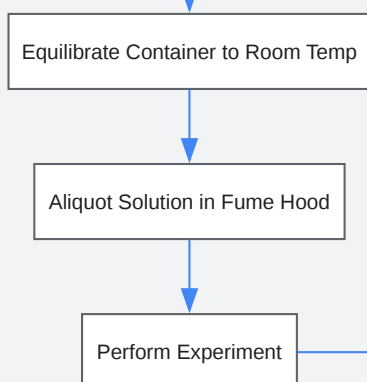 Equilibrate Container to Room Temp
Aliquot Solution in Fume Hood
Perform Experiment